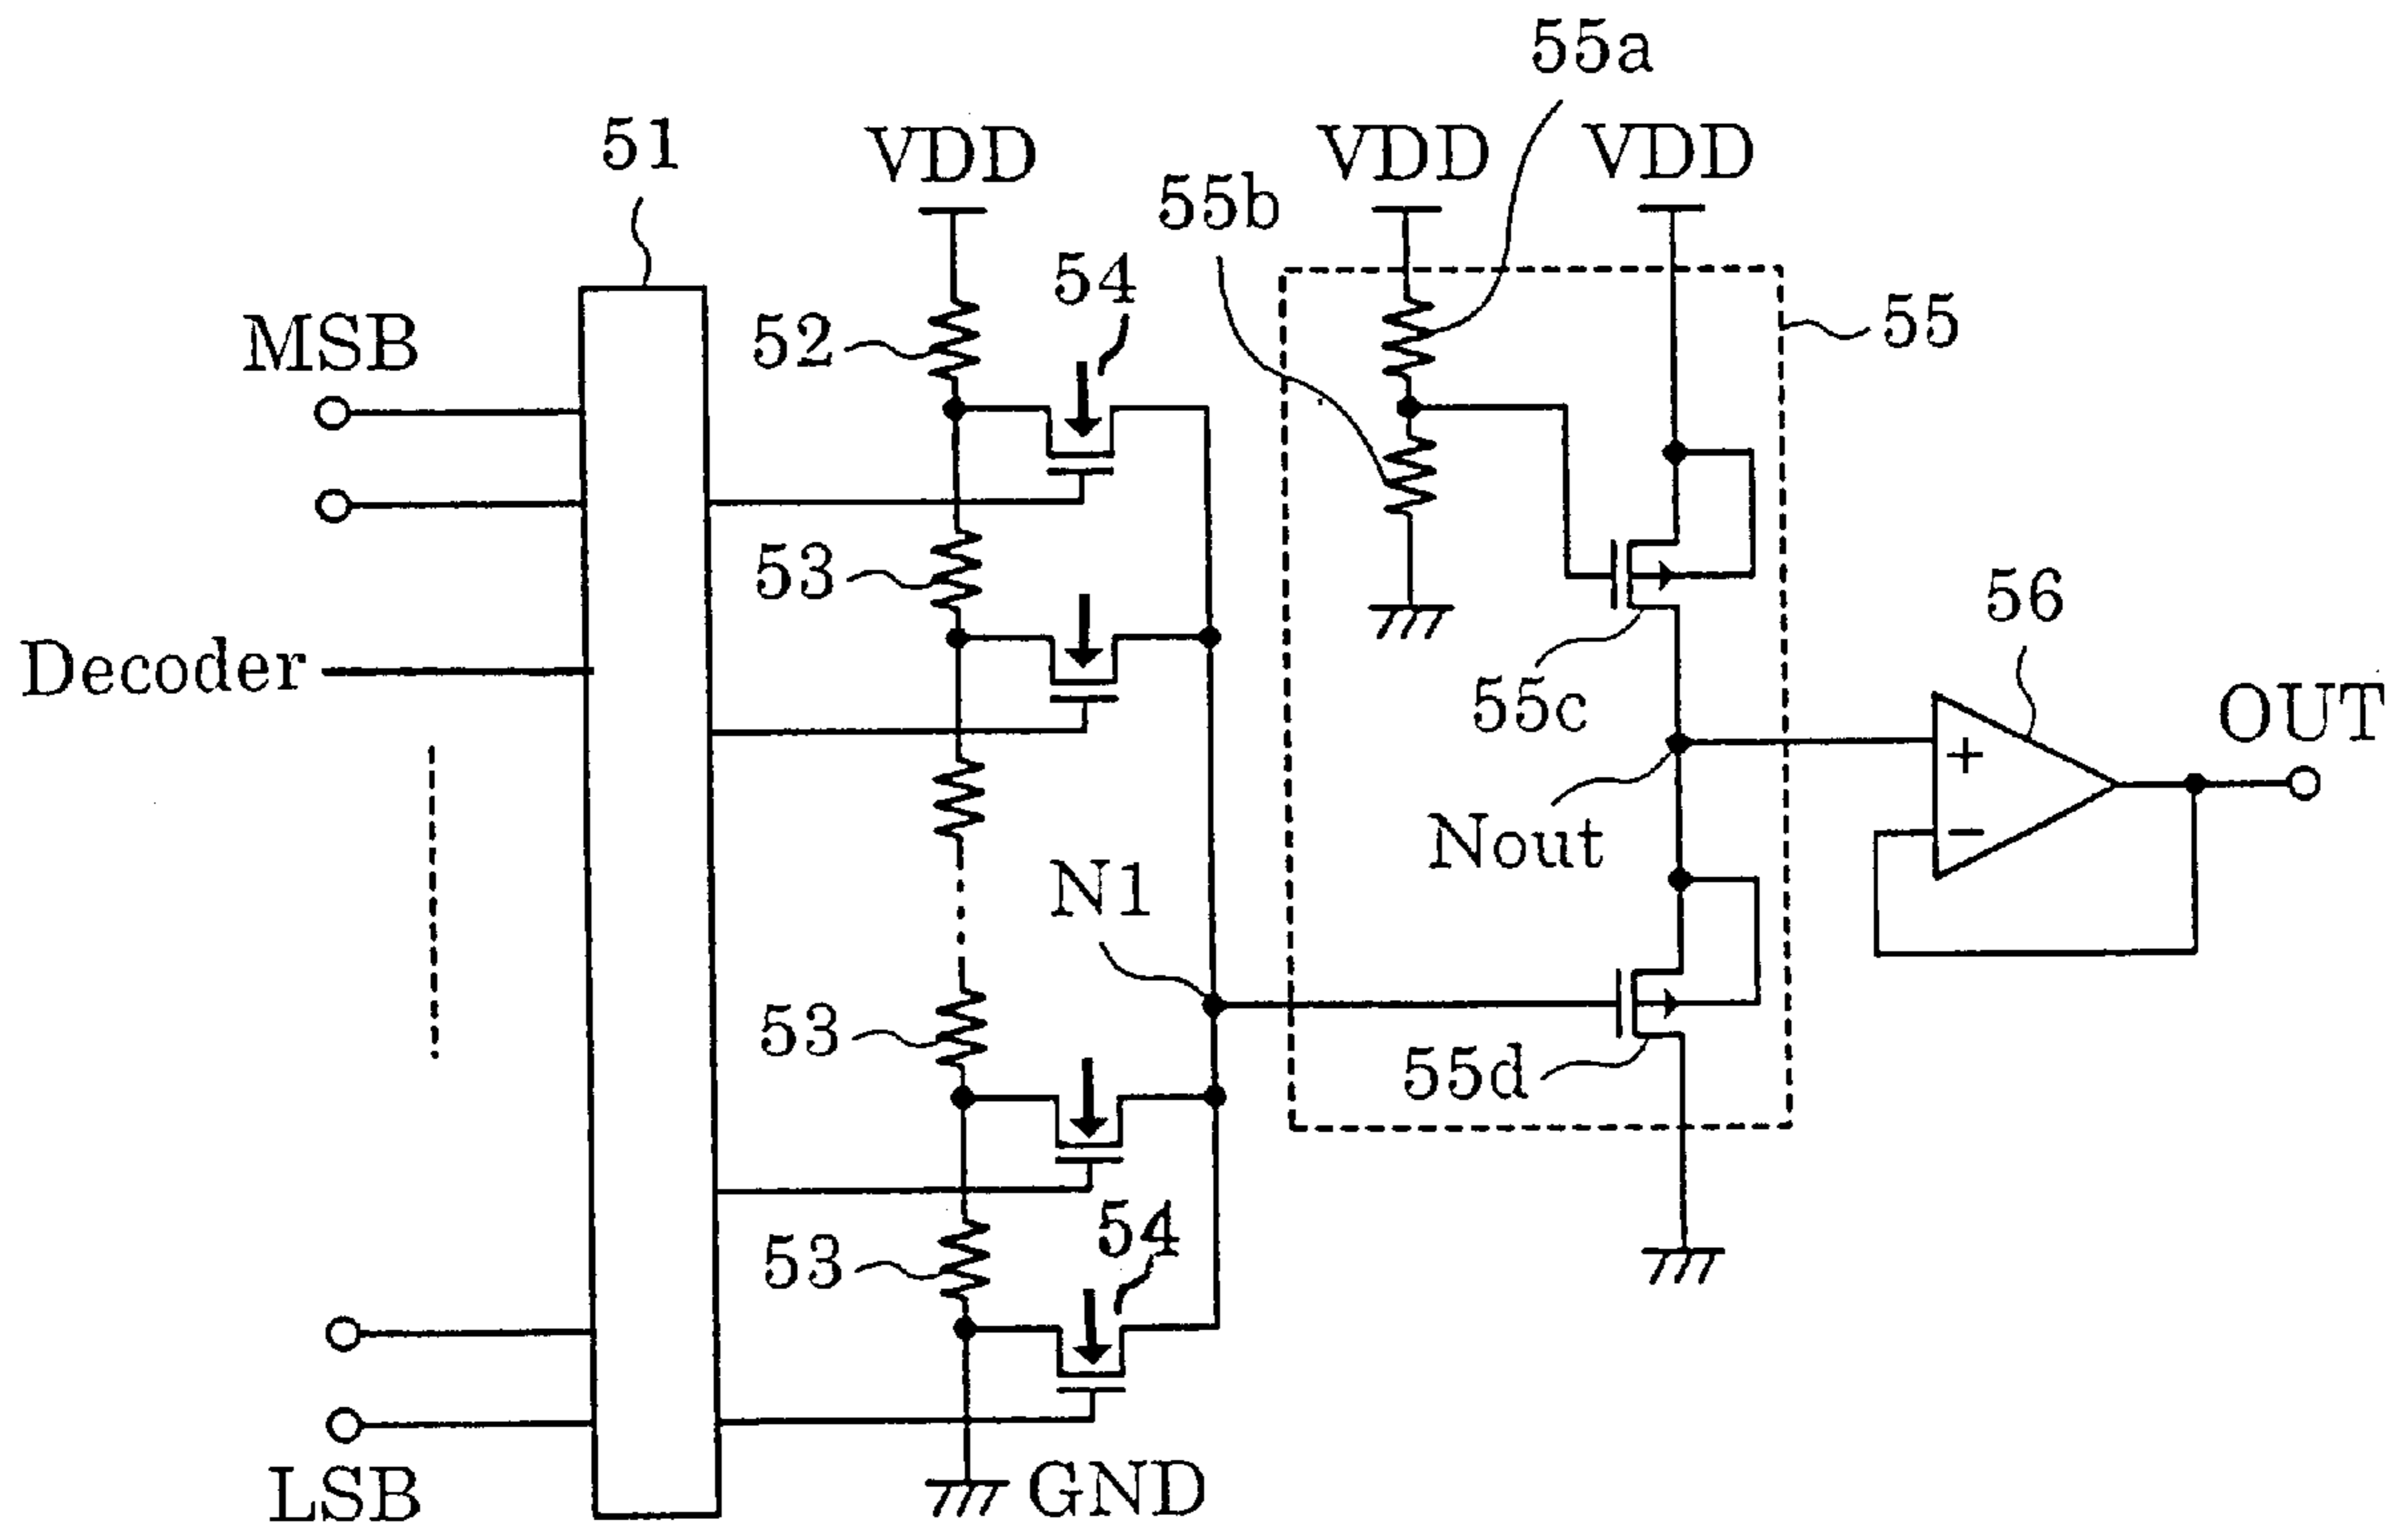 55a
51
VDD
VDD
VDD
55b
54
MSB
52
55
53
56
Decoder
55c
OUT
Nout
N1
53
55d
54
53
LSB
GND
+
−